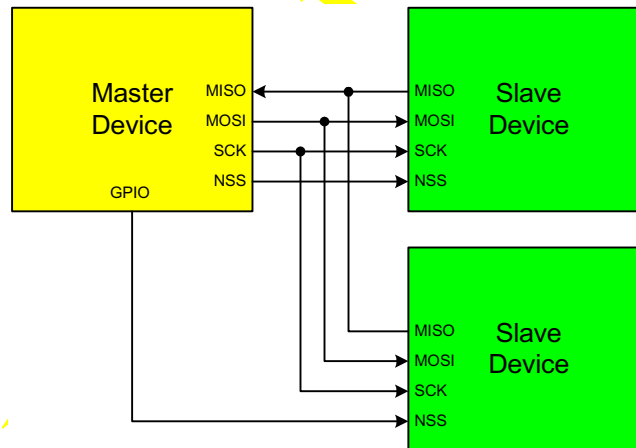 Master
Device
MISO
MOSI
SCK
NSS
GPIO
MISO
MOSI
SCK
NSS
Slave
Device
MISO
MOSI
SCK
NSS
Slave
Device